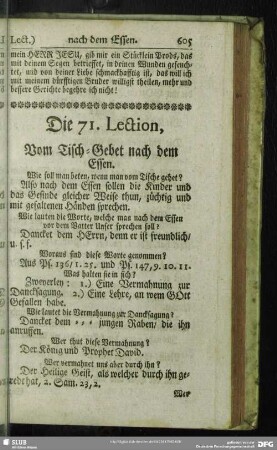 Lect.) nach dem Essen. 605
mein HERR JESU, gib mir ein Stücklein Brods, das
mit deinem Segen betrieffet, in deinen Wunden gefeuch-
tet, und von deiner Liebe schmackhafftig ist, das will ich
mit meinem dürfftigen Bruder willigst theilen, mehr und
bessere Gerichte begehre ich nicht!
Die 71. Lection,
Vom Tisch-Gebet nach dem
Essen.
Wie soll man beten, wenn man vom Tische gehet?
Also nach dem Essen sollen die Kinder und
das Gesinde gleicher Weise thun, züchtig und
mit gefaltenen Händen sprechen.
Wie lauten die Worte, welche man nach dem Essen
vor dem Vatter Unser sprechen soll?
Dancket dem HErrn, denn er ist freundlich/
u. s. f.
Woraus sind diese Worte genommen?
Aus Ps. 136/1. 25. und Ps. 147, 9. 10. 11.
Was halten sie in sich?
Zweyerley: 1.) Eine Vermahnung zur
Dancksagung. 2.) Eine Lehre, an wem GOtt
Gefallen habe.
Wie lautet die Vermahnung zur Dancksagung?
Dancket dem , , , jungen Raben, die ihn
anruffen.
Wer thut diese Vermahnung?
Der König und Prophet David.
Wer vermahnet uns aber durch ihn?
Der Heilige Geist, als welcher durch ihn ge-
redt hat, 2. Sam. 23, 2.
Wer
SLUB